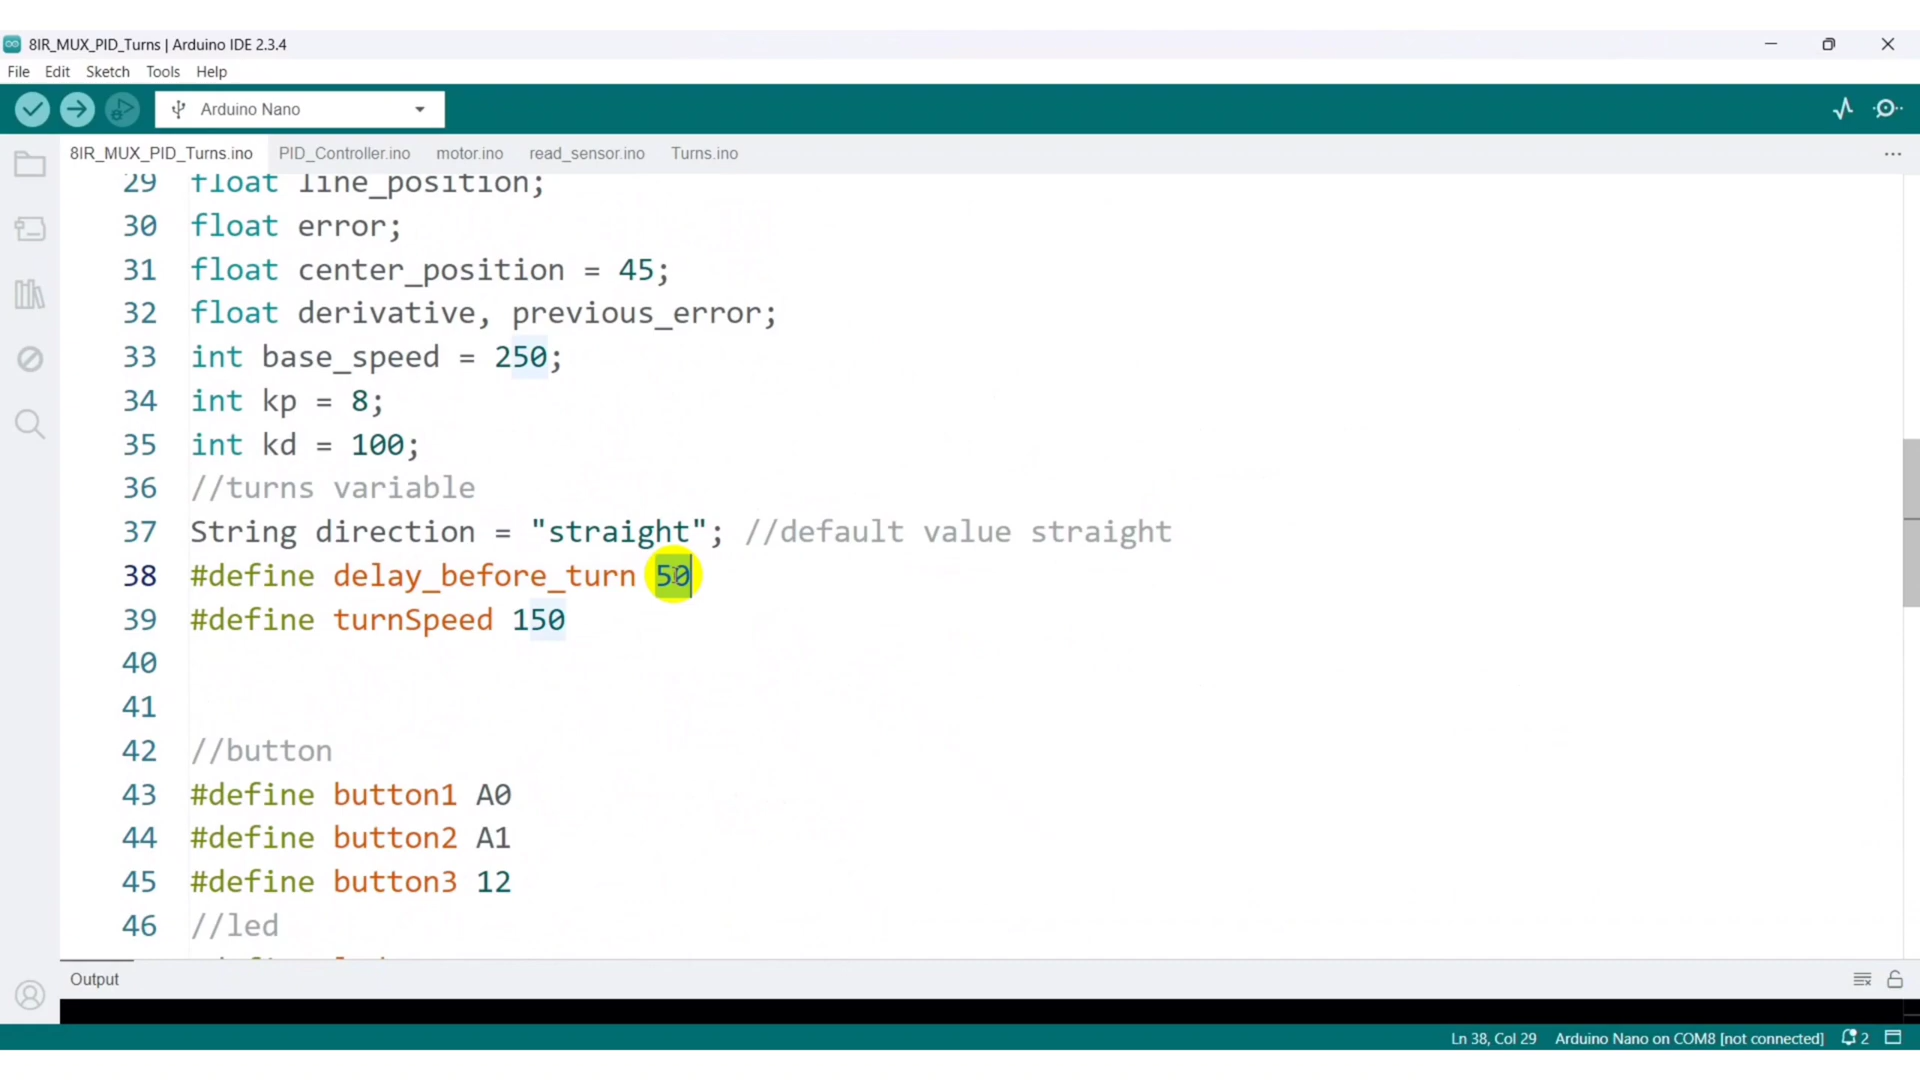 8IR_MUX_PID_Turns | Arduino IDE 2.3.4
File Edit Sketch Tools Help
Arduino Nano
8IR_MUX_PID_Turns.ino PID_Controller.ino motor.ino read_sensor.ino Turns.ino
29 float line_position;
30 float error;
31 float center_position = 45;
32 float derivative, previous_error;
33 int base_speed = 250;
34 int kp = 8;
35 int kd = 100;
36 //turns variable
37 String direction = "straight"; //default value straight
38 #define delay_before_turn 50
39 #define turnSpeed 150
40
41
42 //button
43 #define button1 A0
44 #define button2 A1
45 #define button3 12
46 //led
Output
Ln 38, Col 29 Arduino Nano on COM8 [not connected] 2